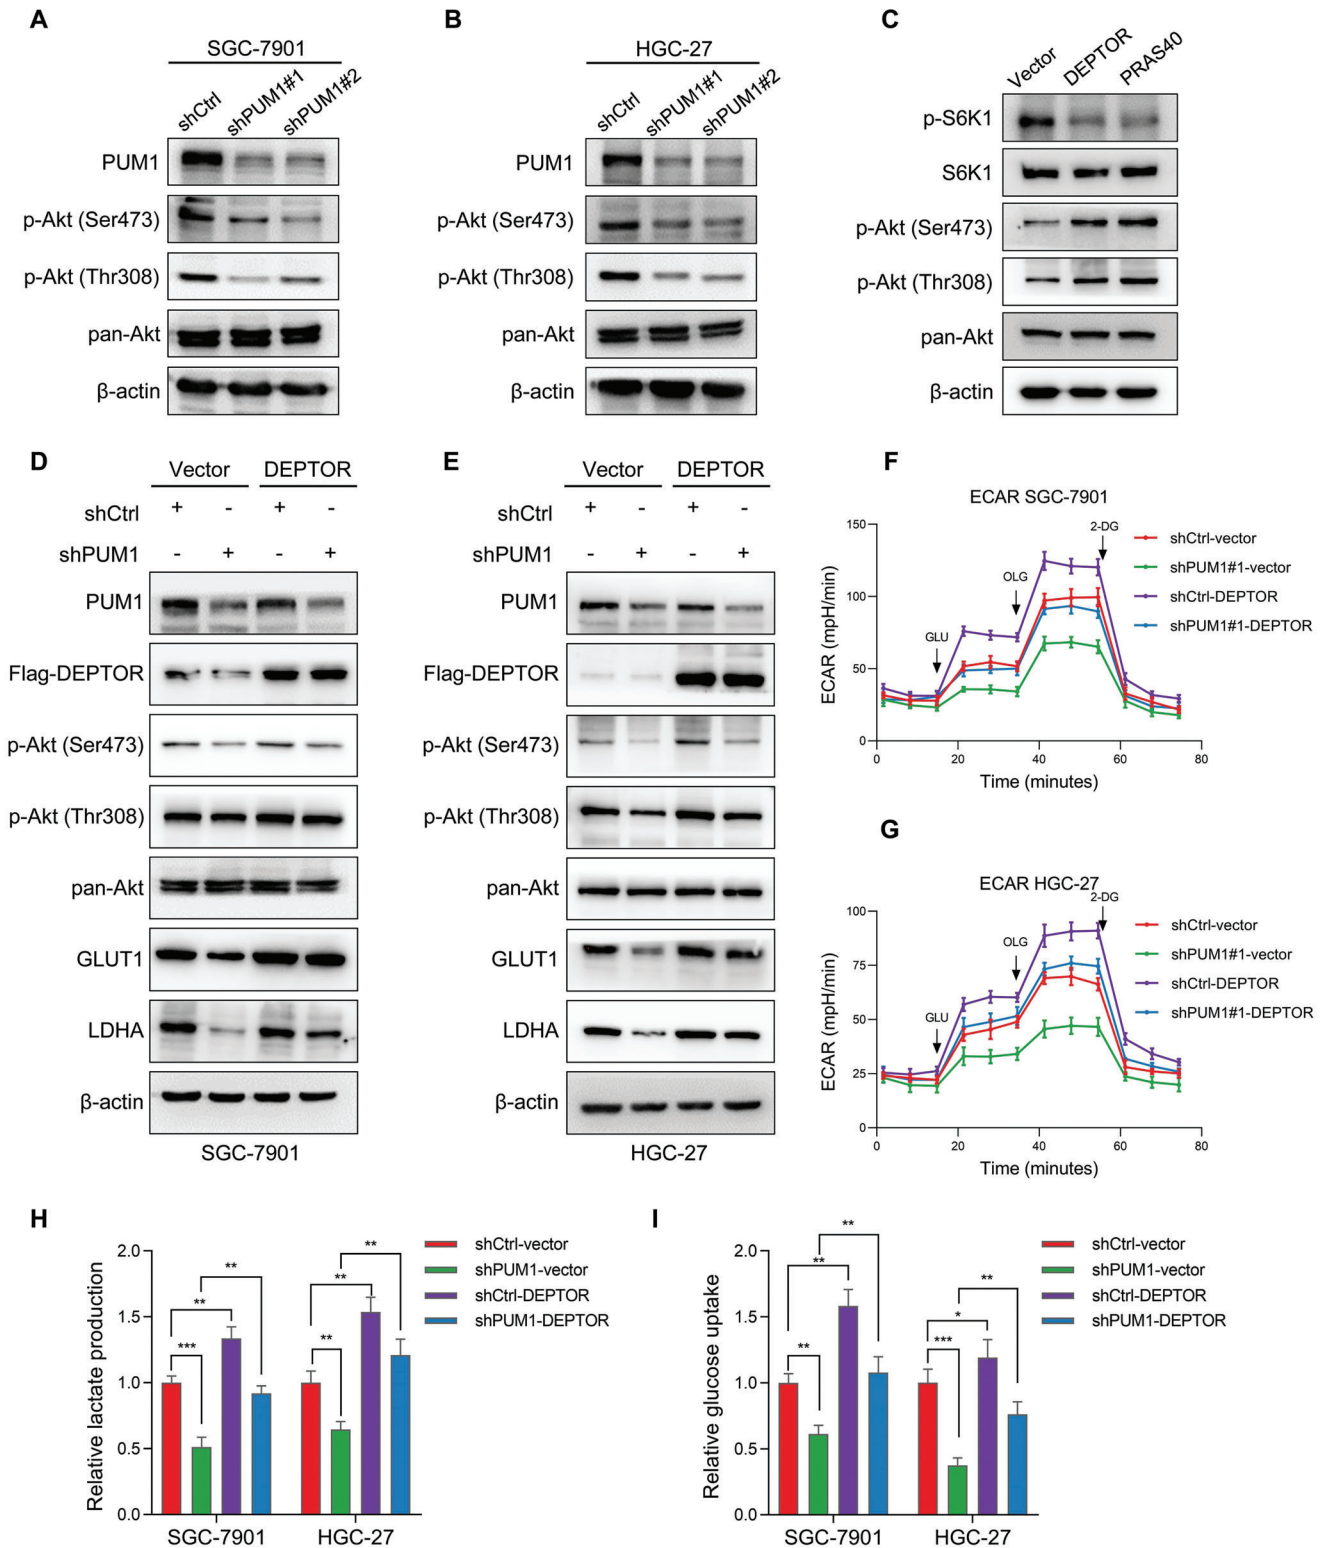 A
SGC-7901
shCtrl
shPUM1#1
shPUM1#2
PUM1
p-Akt (Ser473)
p-Akt (Thr308)
pan-Akt
β-actin
B
HGC-27
shCtrl
shPUM1#1
shPUM1#2
PUM1
p-Akt (Ser473)
p-Akt (Thr308)
pan-Akt
β-actin
C
Vector
DEPTOR
PRAS40
p-S6K1
S6K1
p-Akt (Ser473)
p-Akt (Thr308)
pan-Akt
β-actin
D
Vector DEPTOR
shCtrl + - + -
shPUM1 - + - +
PUM1
Flag-DEPTOR
p-Akt (Ser473)
p-Akt (Thr308)
pan-Akt
GLUT1
LDHA
β-actin
SGC-7901
E
Vector DEPTOR
shCtrl + - + -
shPUM1 - + - +
PUM1
Flag-DEPTOR
p-Akt (Ser473)
p-Akt (Thr308)
pan-Akt
GLUT1
LDHA
β-actin
HGC-27
F
ECAR SGC-7901
ECAR (mpH/min)
150
100
50
0
0 20 40 60 80
Time (minutes)
GLU
OLG
2-DG
shCtrl-vector
shPUM1#1-vector
shCtrl-DEPTOR
shPUM1#1-DEPTOR
G
ECAR HGC-27
ECAR (mpH/min)
100
75
50
25
0
0 20 40 60 80
Time (minutes)
GLU
OLG
2-DG
shCtrl-vector
shPUM1#1-vector
shCtrl-DEPTOR
shPUM1#1-DEPTOR
H
Relative lactate production
2.0
1.5
1.0
0.5
0.0
***
**
**
**
**
**
SGC-7901 HGC-27
shCtrl-vector
shPUM1-vector
shCtrl-DEPTOR
shPUM1-DEPTOR
I
Relative glucose uptake
2.0
1.5
1.0
0.5
0.0
**
**
**
***
*
**
SGC-7901 HGC-27
shCtrl-vector
shPUM1-vector
shCtrl-DEPTOR
shPUM1-DEPTOR